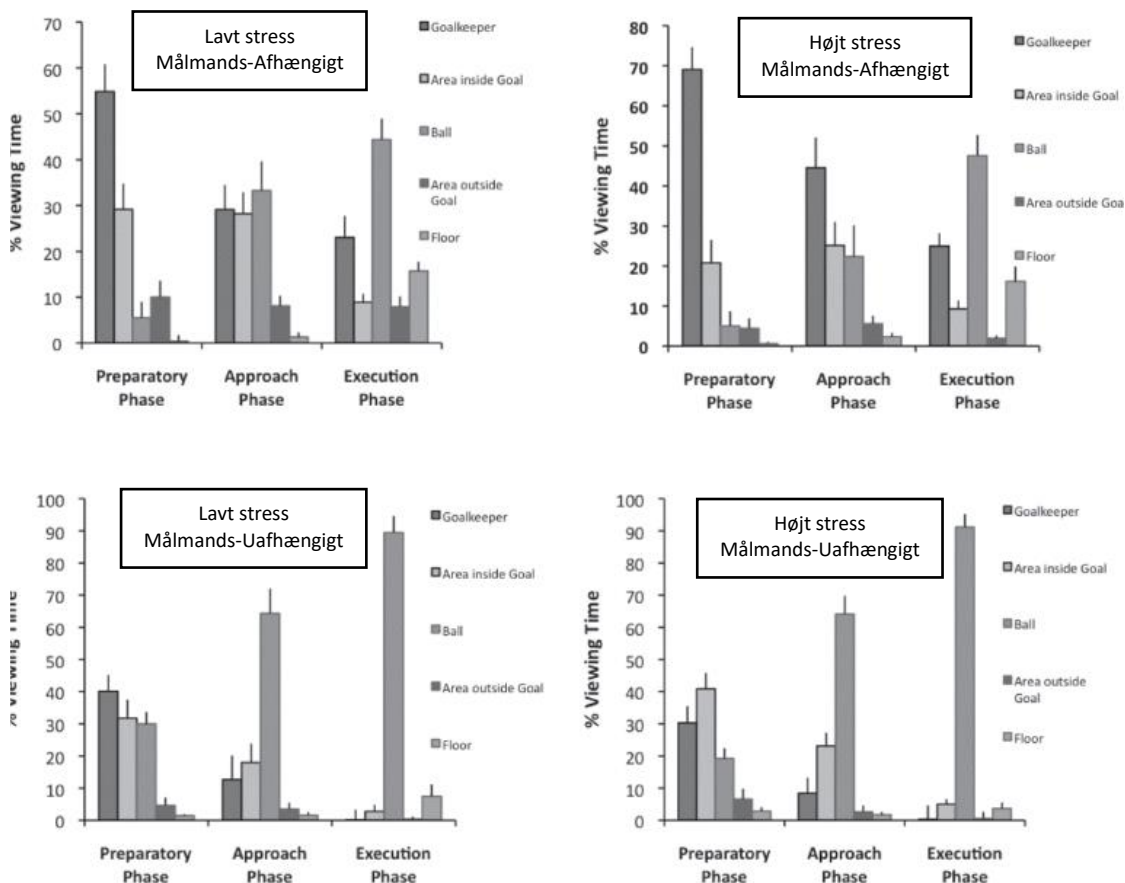 Lavt stress
Målmands-Afhængigt
% Viewing Time
70
60
50
40
30
20
10
0
Goalkeeper
Area inside Goal
Ball
Area outside
Goal
Floor
Preparatory
Phase
Approach
Phase
Execution
Phase
Højt stress
Målmands-Afhængigt
% Viewing Time
80
70
60
50
40
30
20
10
0
Goalkeeper
Area inside Goal
Ball
Area outside Goa
Floor
Preparatory
Phase
Approach
Phase
Execution
Phase
Lavt stress
Målmands-Uafhængigt
% Viewing Time
100
90
80
70
60
50
40
30
20
10
0
Goalkeeper
Area inside Goal
Ball
Area outside Goal
Floor
Preparatory
Phase
Approach
Phase
Execution
Phase
Højt stress
Målmands-Uafhængigt
% Viewing Time
100
90
80
70
60
50
40
30
20
10
0
Goalkeeper
Area inside Goal
Ball
Area outside
Goal
Floor
Preparatory
Phase
Approach
Phase
Execution
Phase